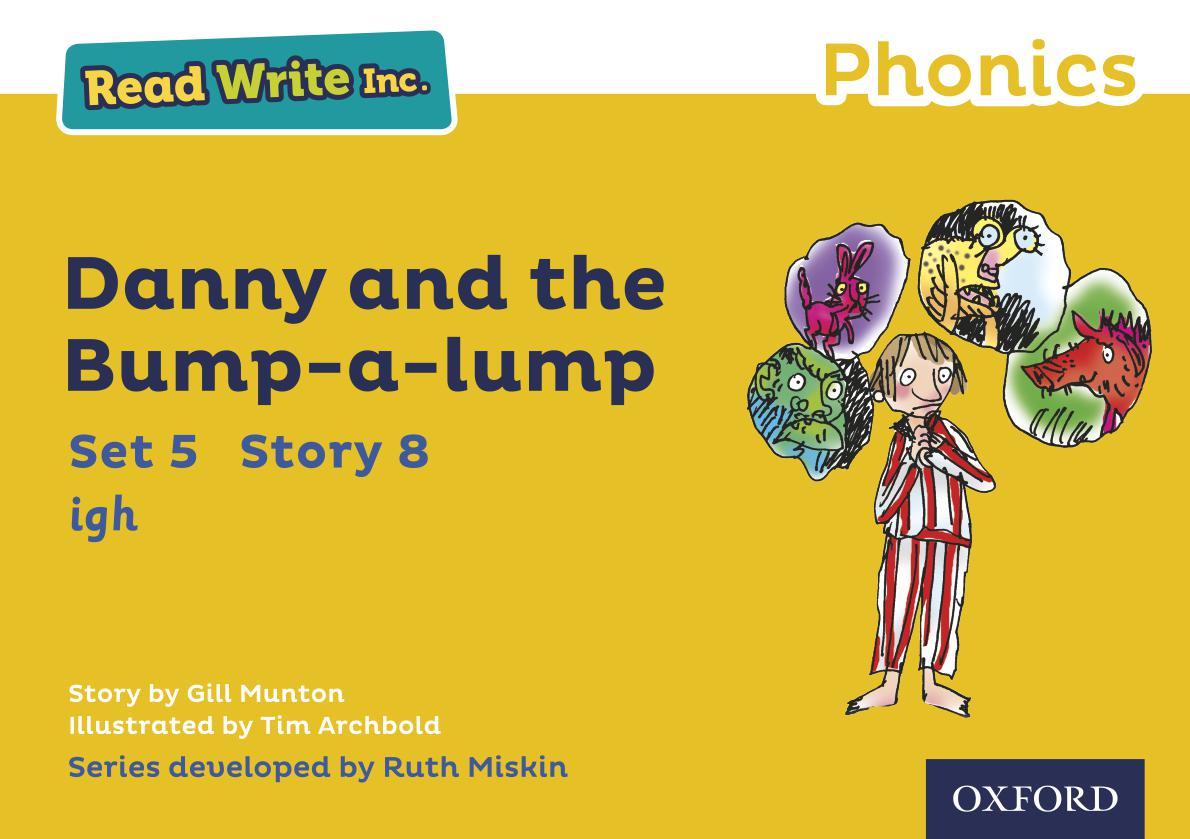 Read Write Inc.
Phonics
Danny and the
Bump-a-lump
Set 5 Story 8
igh
Story by Gill Munton
Illustrated by Tim Archbold
Series developed by Ruth Miskin
OXFORD